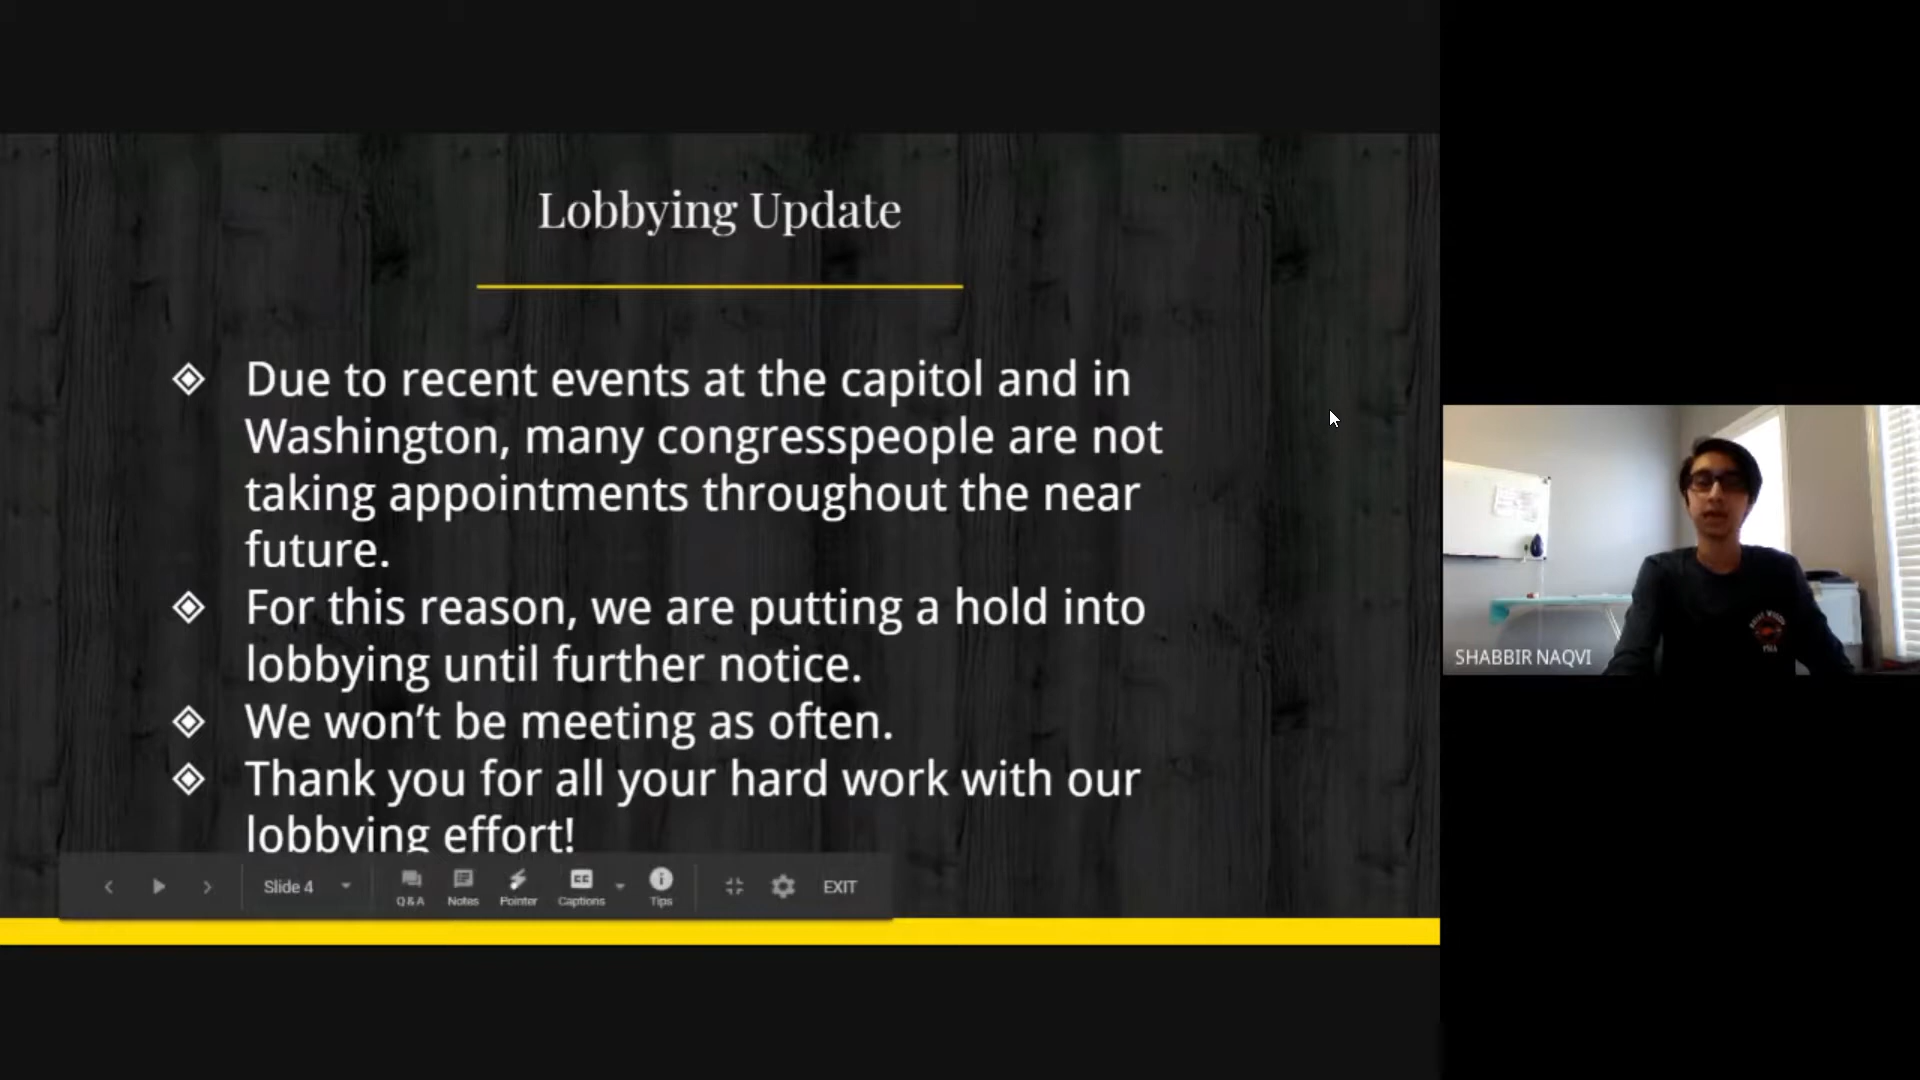 Lobbying Update
Due to recent events at the capitol and in
Washington, many congresspeople are not
taking appointments throughout the near
future.
For this reason, we are putting a hold into
lobbying until further notice.
We won't be meeting as often.
Thank you for all your hard work with our
lobbying effort!
Slide 4
Q&A
Notes
Pointer
Captions
Tips
EXIT
SHABBIR NAQVI